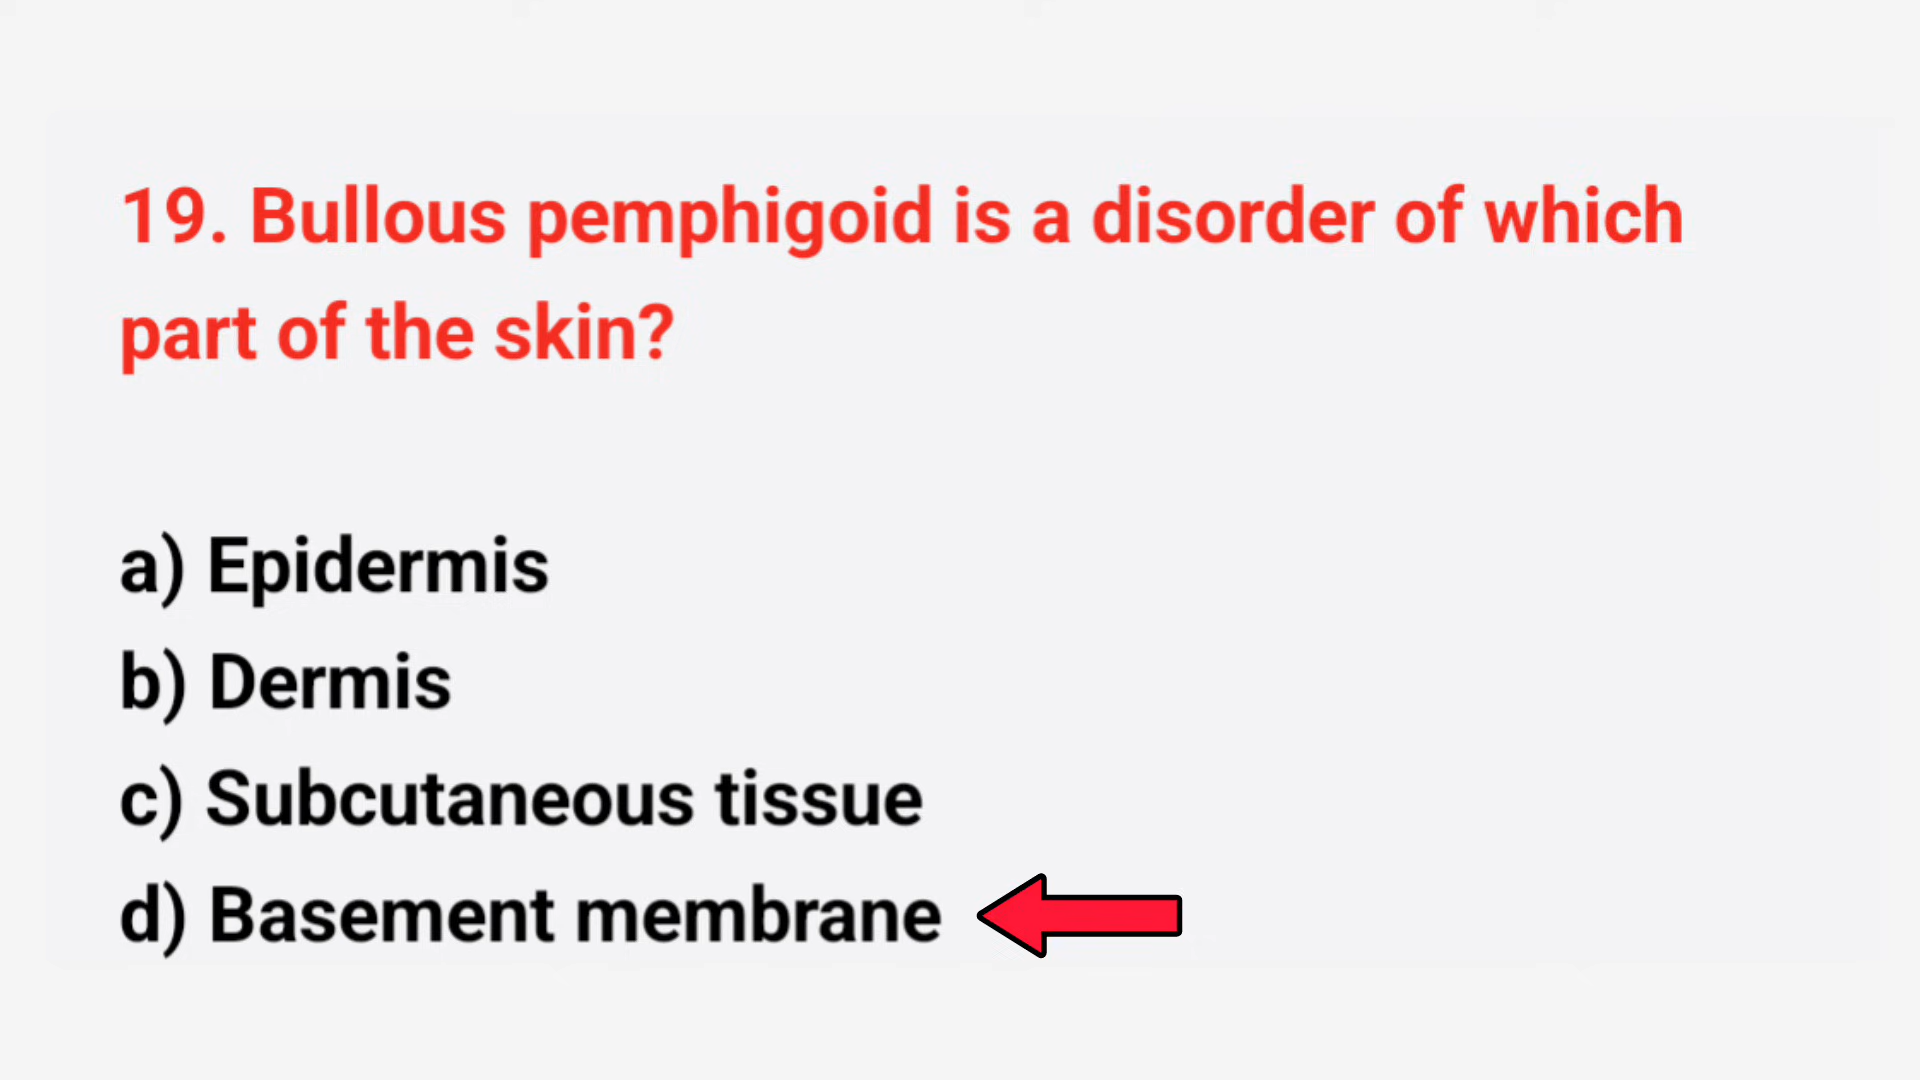 19. Bullous pemphigoid is a disorder of which
part of the skin?
a) Epidermis
b) Dermis
c) Subcutaneous tissue
d) Basement membrane